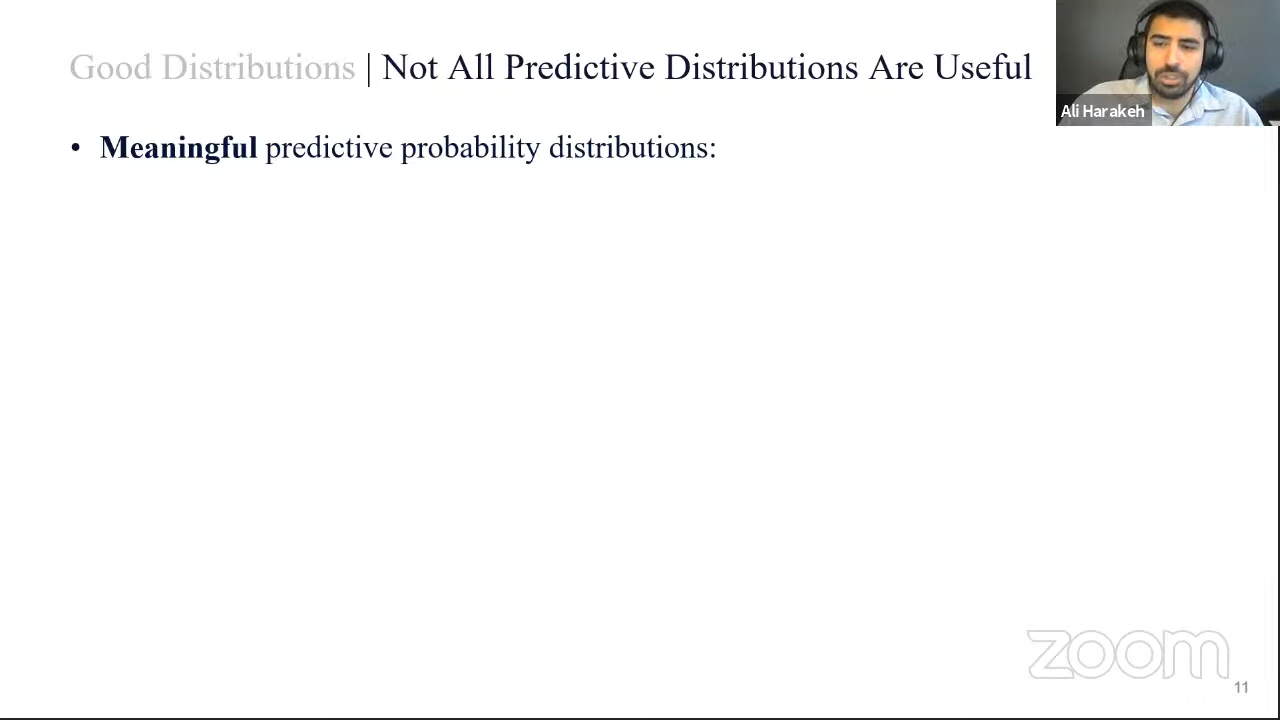 Good Distributions | Not All Predictive Distributions Are Useful
Ali Harakeh
• Meaningful predictive probability distributions:
zoom
11